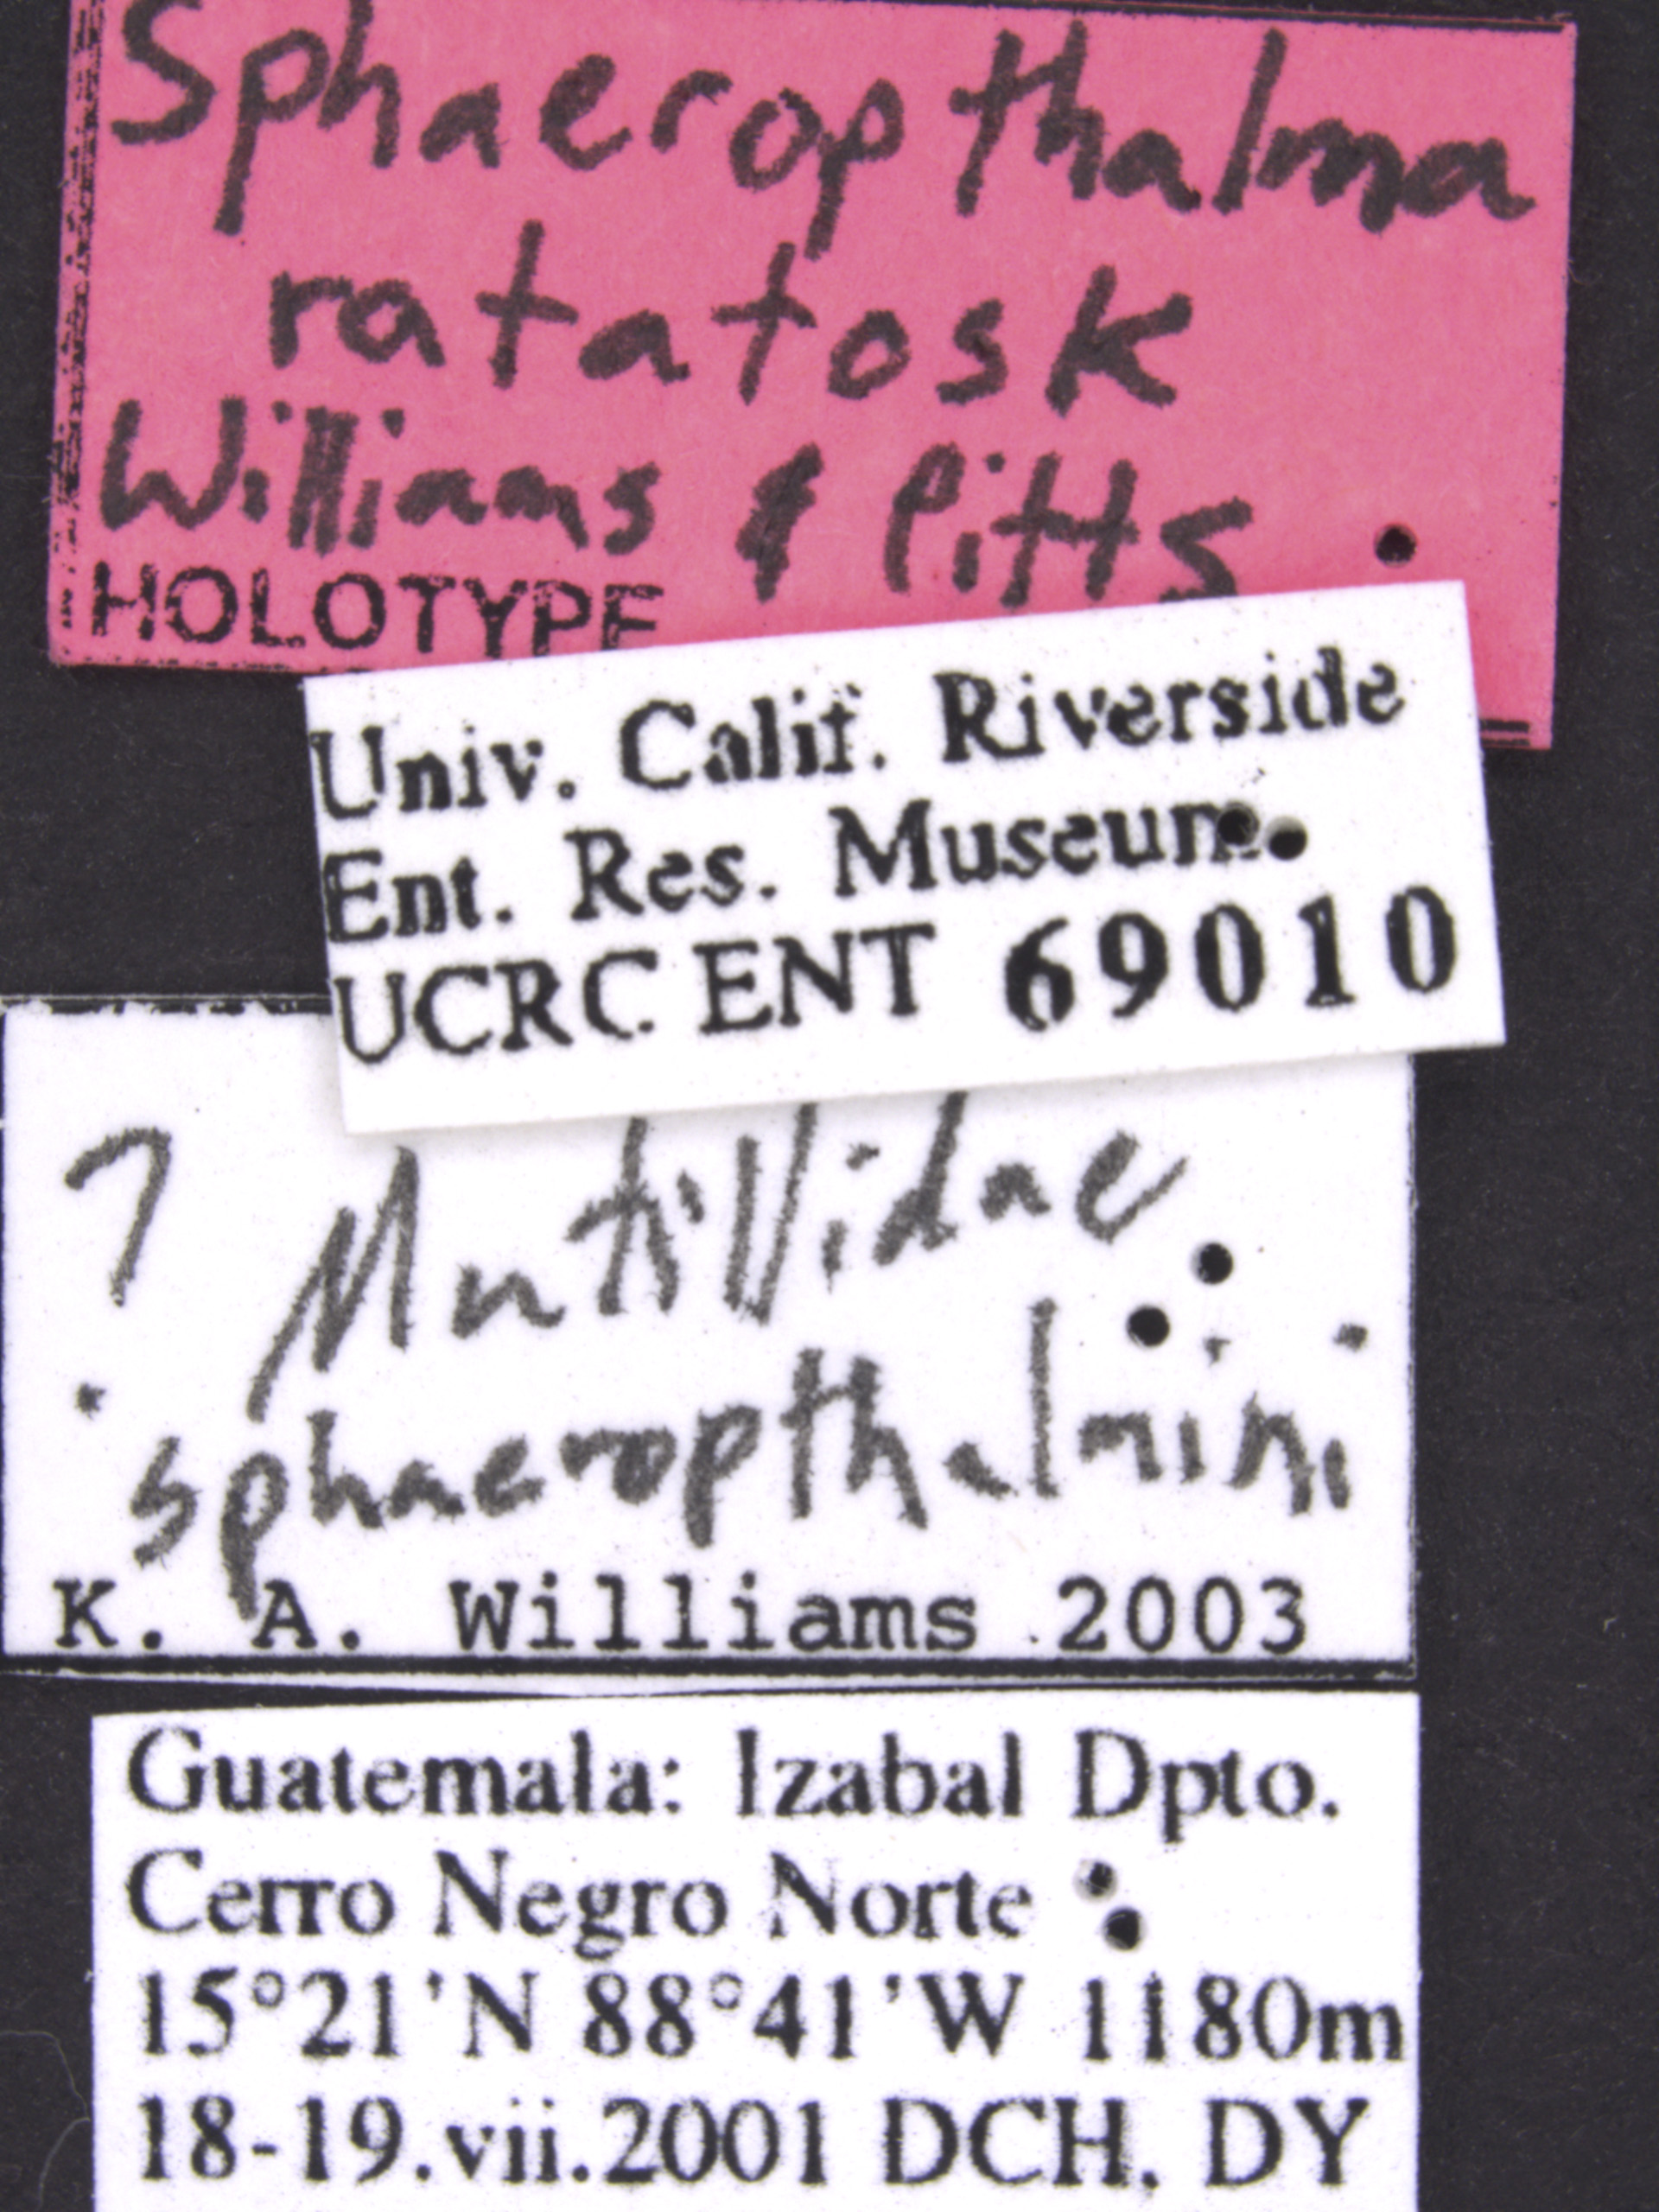 Sphaeropthalma
ratatosk
Williams & Pitts
HOLOTYPE
Univ. Calif. Riverside
Ent. Res. Museum
UCRC ENT 69010
? Mutillidae
sphaeropthalmini
K. A. Williams 2003
Guatemala: Izabal Dpto.
Cerro Negro Norte
15°21'N 88°41'W 1180m
18-19.vii.2001 DCH, DY